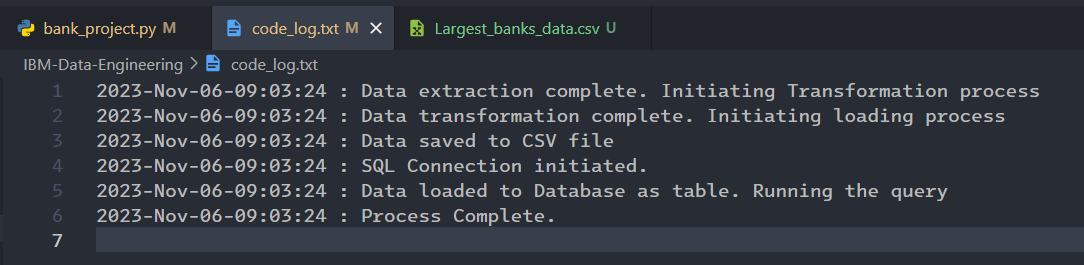 bank_project.py M code_log.txt M Largest_banks_data.csv U
IBM-Data-Engineering > code_log.txt
1 2023-Nov-06-09:03:24 : Data extraction complete. Initiating Transformation process
2 2023-Nov-06-09:03:24 : Data transformation complete. Initiating loading process
3 2023-Nov-06-09:03:24 : Data saved to CSV file
4 2023-Nov-06-09:03:24 : SQL Connection initiated.
5 2023-Nov-06-09:03:24 : Data loaded to Database as table. Running the query
6 2023-Nov-06-09:03:24 : Process Complete.
7